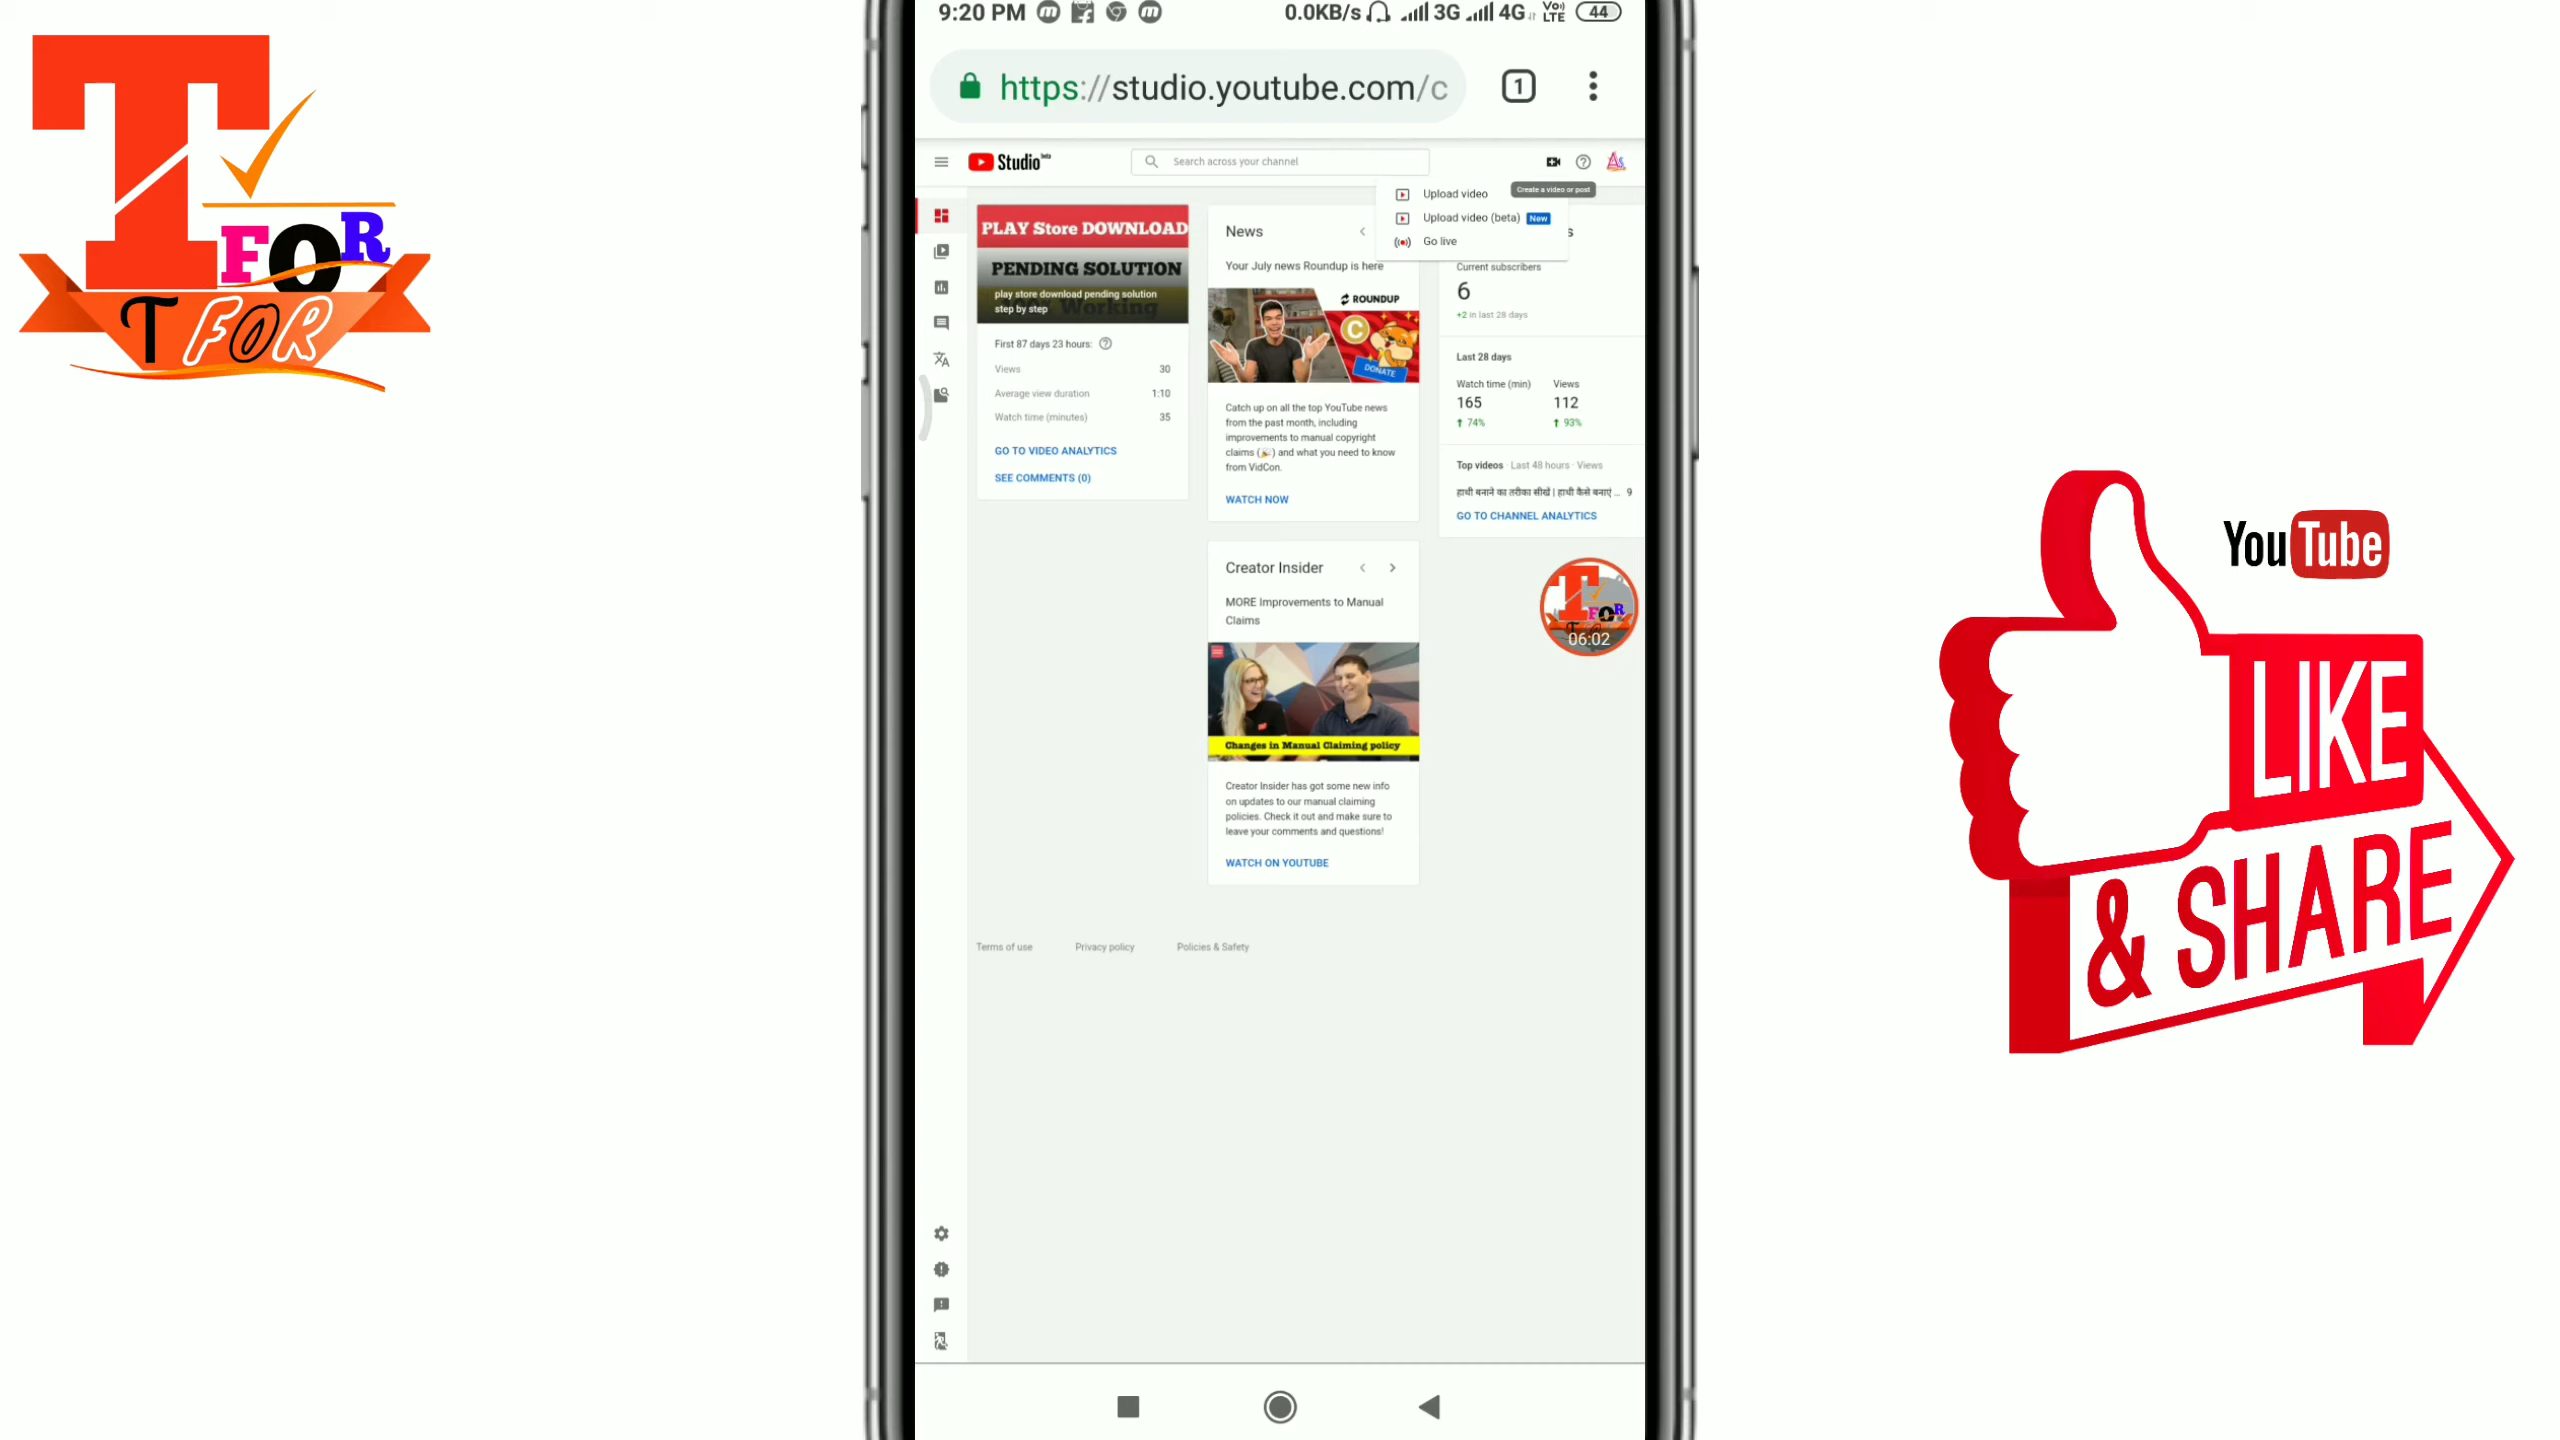 T
FOR
T FOR
9:20 PM
0.0KB/s 3G 4G VoLTE 44
https://studio.youtube.com/c
1
Studio beta
Search across your channel
Upload video
Create a video or post
Upload video (beta) New
Go live
PLAY Store DOWNLOAD
PENDING SOLUTION
Working
play store download pending solution
step by step
First 87 days 23 hours:
Views 30
Average view duration 1:10
Watch time (minutes) 35
GO TO VIDEO ANALYTICS
SEE COMMENTS (0)
News
Your July news Roundup is here
ROUNDUP
C
DONATE
Catch up on all the top YouTube news
from the past month, including
improvements to manual copyright
claims (🎉) and what you need to know
from VidCon.
WATCH NOW
Creator Insider
MORE Improvements to Manual
Claims
Changes in Manual Claiming policy
Creator Insider has got some new info
on updates to our manual claiming
policies. Check it out and make sure to
leave your comments and questions!
WATCH ON YOUTUBE
s
Current subscribers
6
+2 in last 28 days
Last 28 days
Watch time (min) Views
165 112
74% 93%
Top videos · Last 48 hours · Views
हाथी बनाने का तरीका सीखें | हाथी कैसे बनाएं ... 9
GO TO CHANNEL ANALYTICS
T
FOR
06:02
Terms of use Privacy policy Policies & Safety
YouTube
LIKE
& SHARE